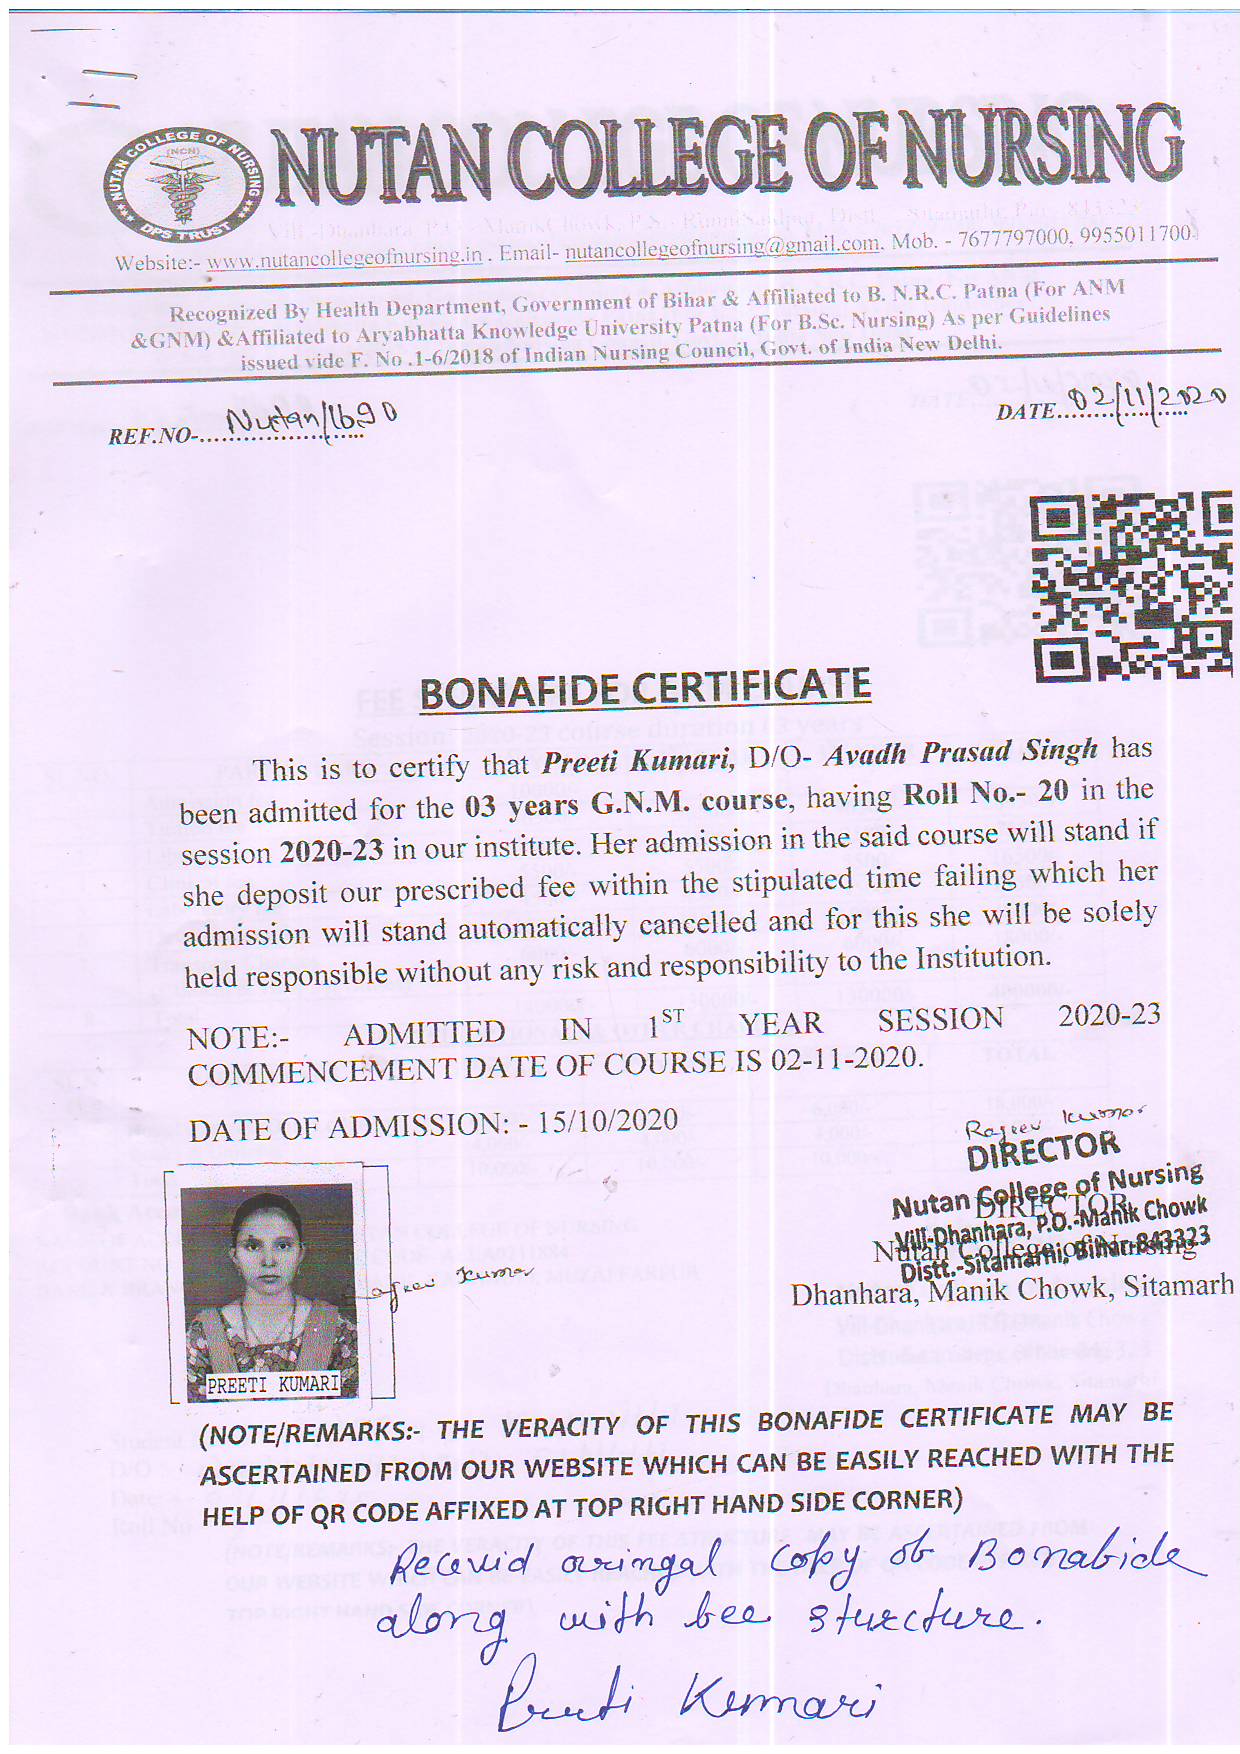 NUTAN COLLEGE OF NURSING
(NCN)
DPS TRUST
NUTAN COLLEGE OF NURSING
Vill.-Dhanhara, P.O.- Manik Chowk, P.S.- Runni Saidpur, Distt. - Sitamarhi, Pin- 843323
Website:- www.nutancollegeofnursing.in . Email- nutancollegeofnursing@gmail.com. Mob. - 7677797000, 9955011700
Recognized By Health Department, Government of Bihar & Affiliated to B. N.R.C. Patna (For ANM
&GNM) &Affiliated to Aryabhatta Knowledge University Patna (For B.Sc. Nursing) As per Guidelines
issued vide F. No .1-6/2018 of Indian Nursing Council, Govt. of India New Delhi.
REF.NO-.....Nutan/1690
DATE.....02/11/2020
BONAFIDE CERTIFICATE
This is to certify that Preeti Kumari, D/O- Avadh Prasad Singh has
been admitted for the 03 years G.N.M. course, having Roll No.- 20 in the
session 2020-23 in our institute. Her admission in the said course will stand if
she deposit our prescribed fee within the stipulated time failing which her
admission will stand automatically cancelled and for this she will be solely
held responsible without any risk and responsibility to the Institution.
NOTE:- ADMITTED IN 1ST YEAR SESSION 2020-23
COMMENCEMENT DATE OF COURSE IS 02-11-2020.
DATE OF ADMISSION: - 15/10/2020
Rajeev Kumar
DIRECTOR
Nutan College of Nursing
Vill-Dhanhara, P.O.-Manik Chowk
Distt.-Sitamarhi, Bihar-843323
DIRECTOR
Nutan College of Nursing
Dhanhara, Manik Chowk, Sitamarh
Rajeev Kumar
PREETI KUMARI
(NOTE/REMARKS:- THE VERACITY OF THIS BONAFIDE CERTIFICATE MAY BE
ASCERTAINED FROM OUR WEBSITE WHICH CAN BE EASILY REACHED WITH THE
HELP OF QR CODE AFFIXED AT TOP RIGHT HAND SIDE CORNER)
Recevid oringal copy of Bonafide
along with fee sturcture.
Preeti Kumari